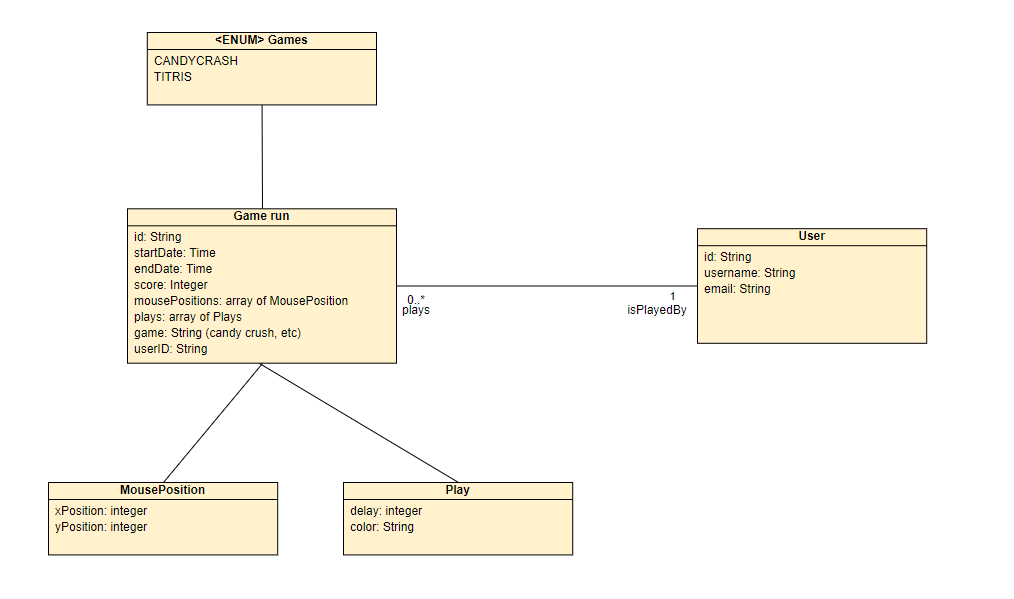 <ENUM> Games
CANDYCRASH
TITRIS
Game run
id: String
startDate: Time
endDate: Time
score: Integer
mousePositions: array of MousePosition
plays: array of Plays
game: String (candy crush, etc)
userID: String
0..*
plays
1
isPlayedBy
User
id: String
username: String
email: String
MousePosition
xPosition: integer
yPosition: integer
Play
delay: integer
color: String